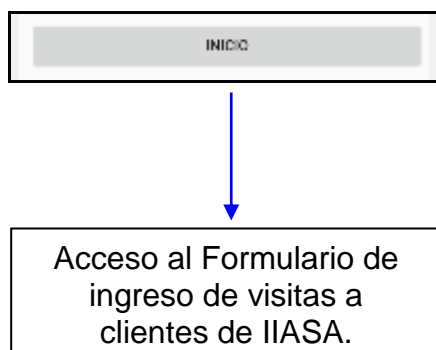 INICIO
Acceso al Formulario de
ingreso de visitas a
clientes de IIASA.